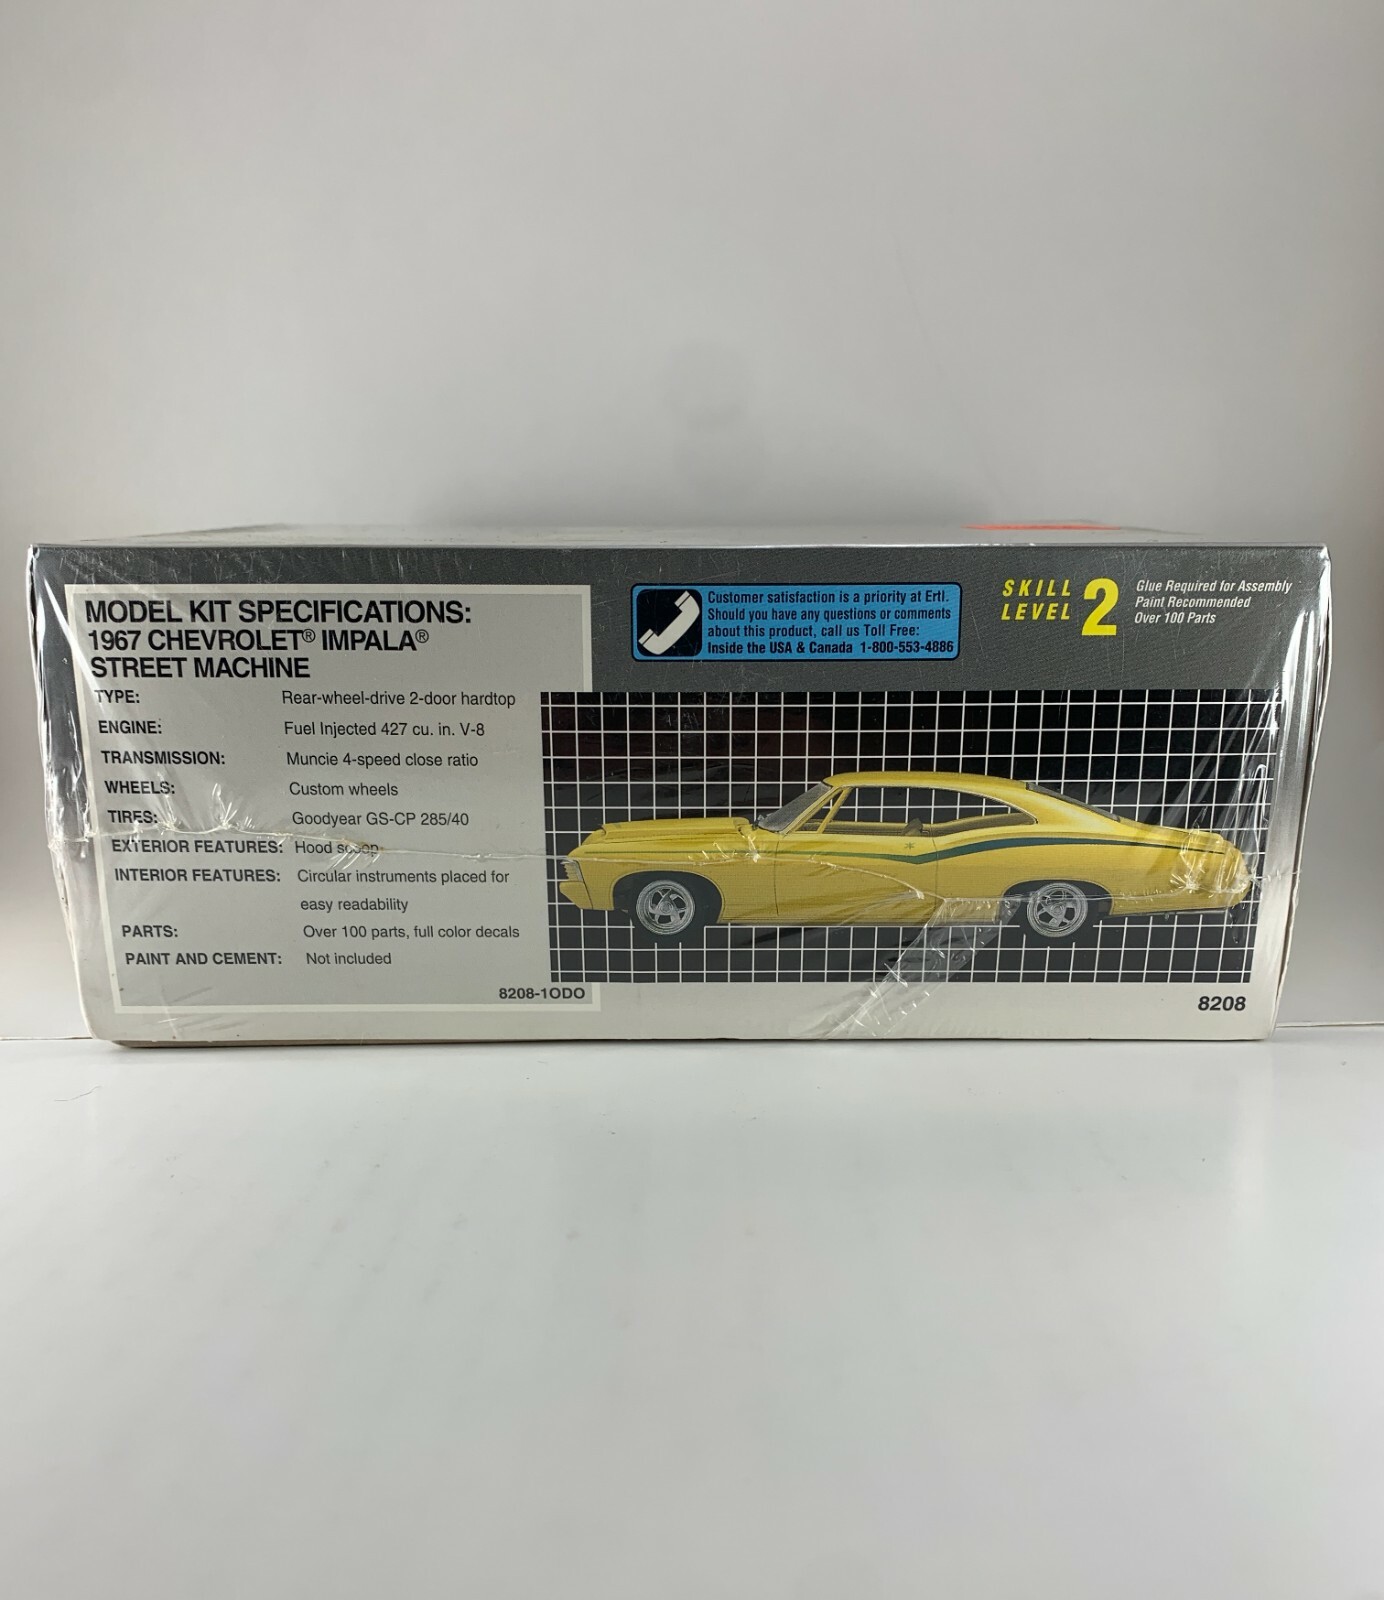 MODEL KIT SPECIFICATIONS:
1967 CHEVROLET® IMPALA®
STREET MACHINE
TYPE: Rear-wheel-drive 2-door hardtop
ENGINE: Fuel Injected 427 cu. in. V-8
TRANSMISSION: Muncie 4-speed close ratio
WHEELS: Custom wheels
TIRES: Goodyear GS-CP 285/40
EXTERIOR FEATURES: Hood scoop
INTERIOR FEATURES: Circular instruments placed for
easy readability
PARTS: Over 100 parts, full color decals
PAINT AND CEMENT: Not included
8208-1ODO
Customer satisfaction is a priority at Ertl.
Should you have any questions or comments
about this product, call us Toll Free:
Inside the USA & Canada 1-800-553-4886
SKILL
LEVEL 2
Glue Required for Assembly
Paint Recommended
Over 100 Parts
8208